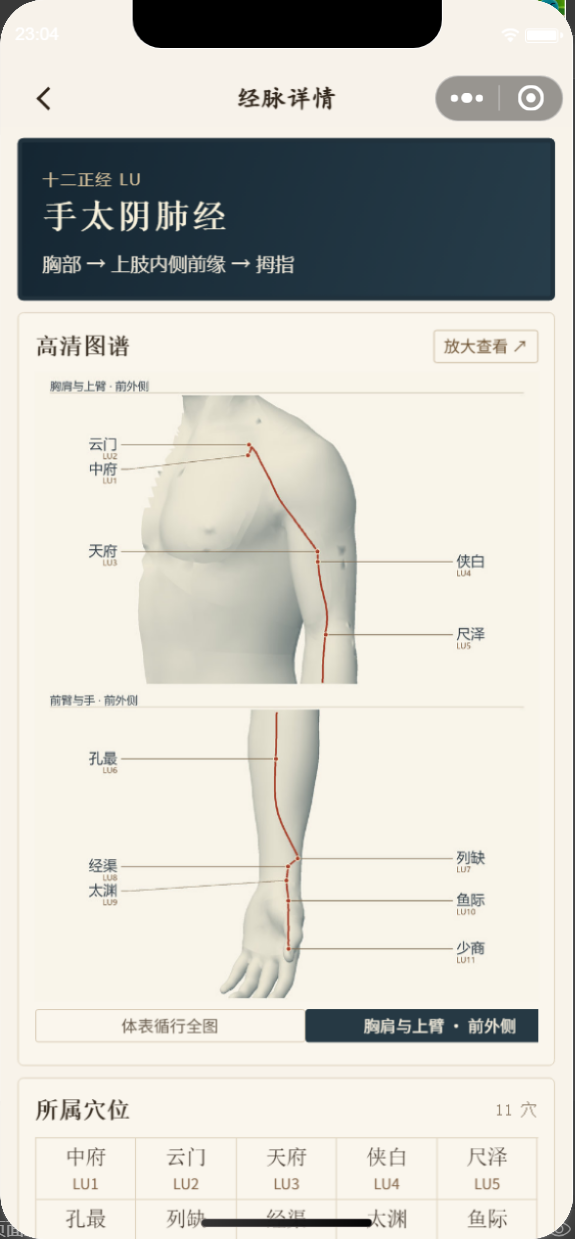 23:04
经脉详情
十二正经 LU
手太阴肺经
胸部 → 上肢内侧前缘 → 拇指
高清图谱
放大查看 ↗
胸肩与上臂 · 前外侧
云门
LU2
中府
LU1
天府
LU3
侠白
LU4
尺泽
LU5
前臂与手 · 前外侧
孔最
LU6
列缺
LU7
经渠
LU8
太渊
LU9
鱼际
LU10
少商
LU11
体表循行全图
胸肩与上臂 · 前外侧
所属穴位
11 穴
中府 云门 天府 侠白 尺泽
LU1 LU2 LU3 LU4 LU5
孔最 列缺 经渠 太渊 鱼际